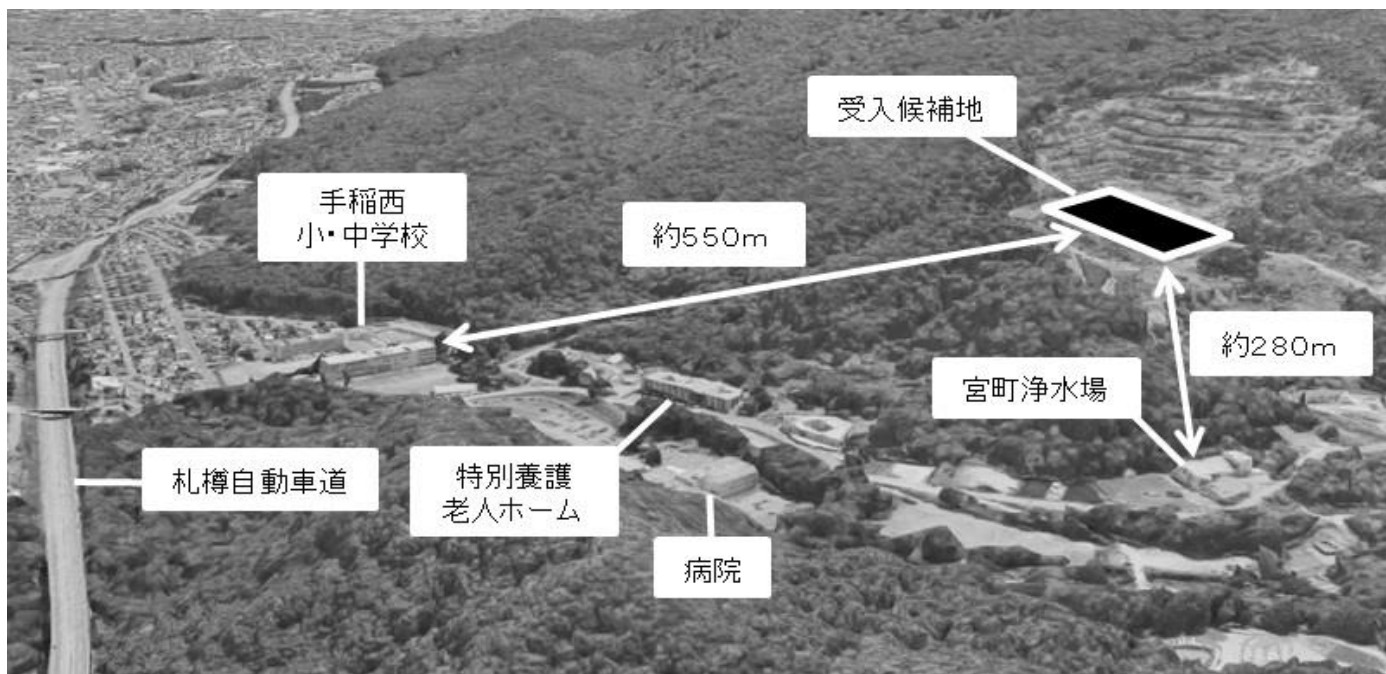 受入候補地
手稲西
小・中学校
約550m
約280m
宮町浄水場
札樽自動車道
特別養護
老人ホーム
病院